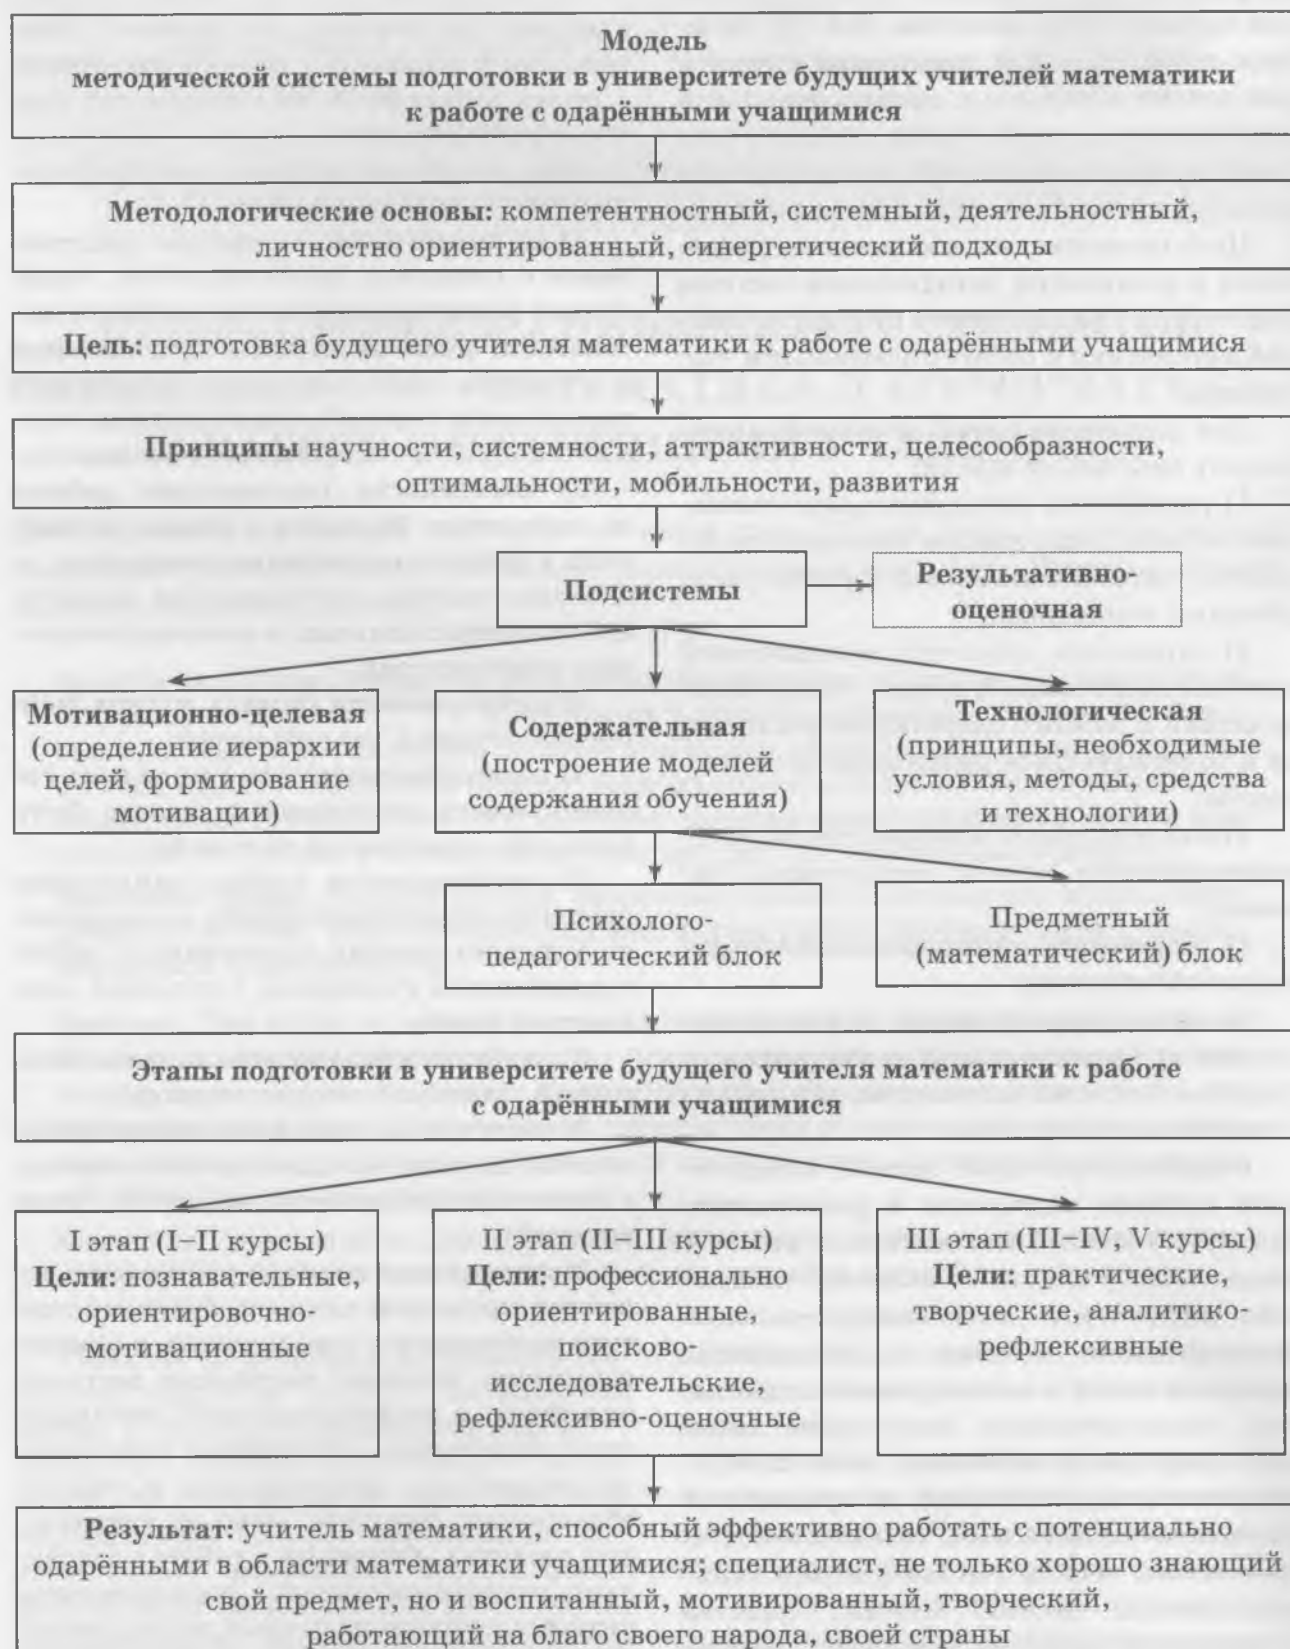 Модель
методической системы подготовки в университете будущих учителей математики
к работе с одарёнными учащимися
Методологические основы: компетентностный, системный, деятельностный,
личностно ориентированный, синергетический подходы
Цель: подготовка будущего учителя математики к работе с одарёнными учащимися
Принципы научности, системности, аттрактивности, целесообразности,
оптимальности, мобильности, развития
Подсистемы
Результативно-
оценочная
Мотивационно-целевая
(определение иерархии
целей, формирование
мотивации)
Содержательная
(построение моделей
содержания обучения)
Технологическая
(принципы, необходимые
условия, методы, средства
и технологии)
Психолого-
педагогический блок
Предметный
(математический) блок
Этапы подготовки в университете будущего учителя математики к работе
с одарёнными учащимися
I этап (I–II курсы)
Цели: познавательные,
ориентировочно-
мотивационные
II этап (II–III курсы)
Цели: профессионально
ориентированные,
поисково-
исследовательские,
рефлексивно-оценочные
III этап (III–IV, V курсы)
Цели: практические,
творческие, аналитико-
рефлексивные
Результат: учитель математики, способный эффективно работать с потенциально
одарёнными в области математики учащимися; специалист, не только хорошо знающий
свой предмет, но и воспитанный, мотивированный, творческий,
работающий на благо своего народа, своей страны